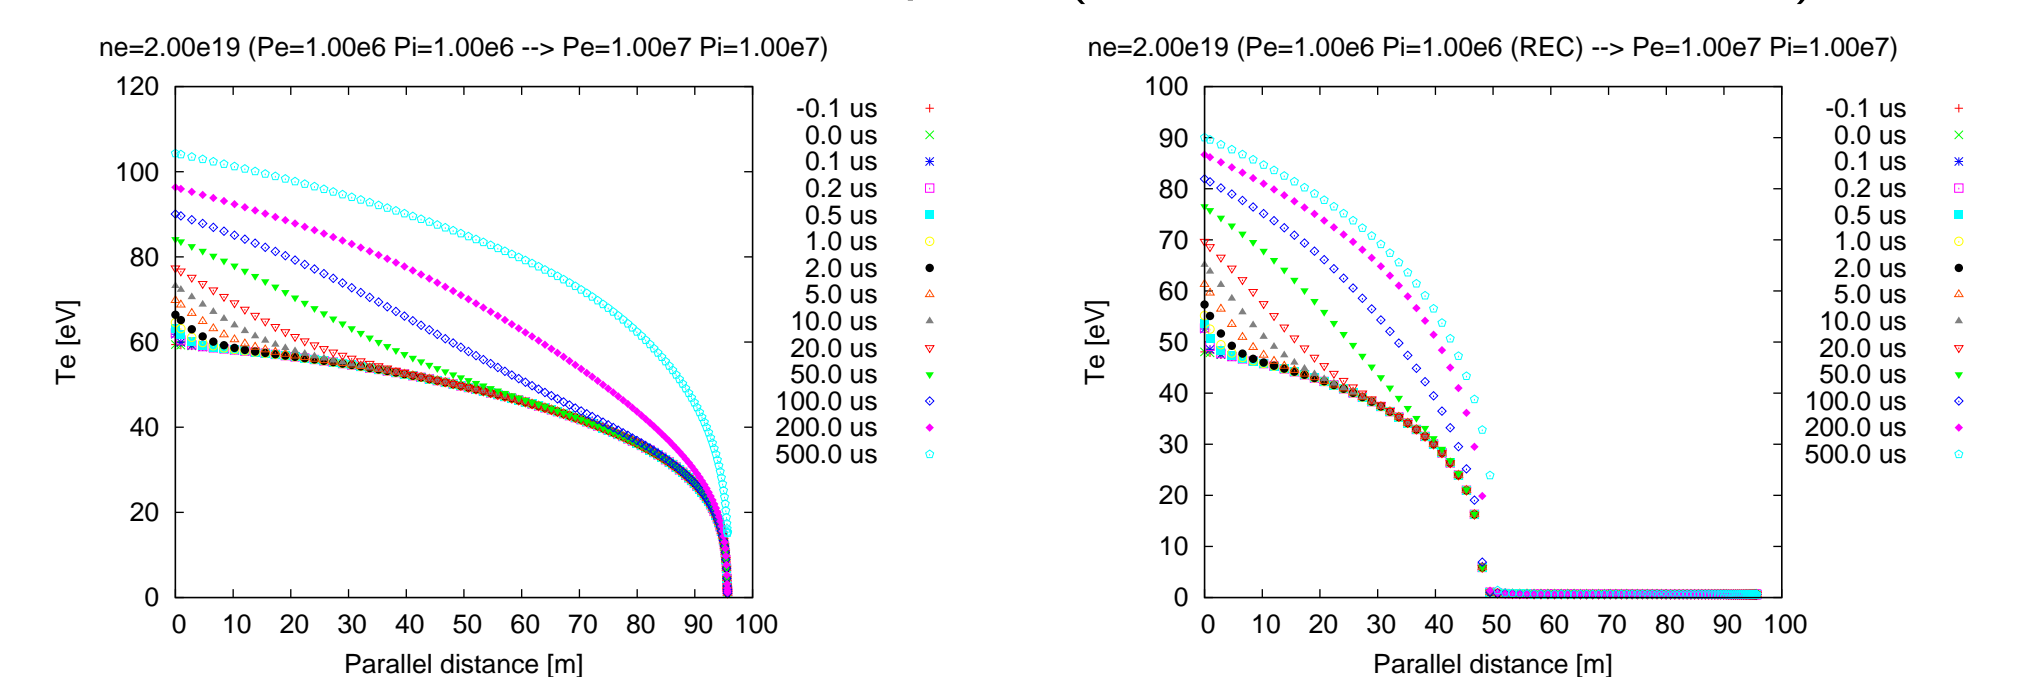 ne=2.00e19 (Pe=1.00e6 Pi=1.00e6 --> Pe=1.00e7 Pi=1.00e7)
120
100
80
60
40
20
0
Te [eV]
0 10 20 30 40 50 60 70 80 90 100
Parallel distance [m]
-0.1 us
0.0 us
0.1 us
0.2 us
0.5 us
1.0 us
2.0 us
5.0 us
10.0 us
20.0 us
50.0 us
100.0 us
200.0 us
500.0 us
ne=2.00e19 (Pe=1.00e6 Pi=1.00e6 (REC) --> Pe=1.00e7 Pi=1.00e7)
100
90
80
70
60
50
40
30
20
10
0
Te [eV]
0 10 20 30 40 50 60 70 80 90 100
Parallel distance [m]
-0.1 us
0.0 us
0.1 us
0.2 us
0.5 us
1.0 us
2.0 us
5.0 us
10.0 us
20.0 us
50.0 us
100.0 us
200.0 us
500.0 us